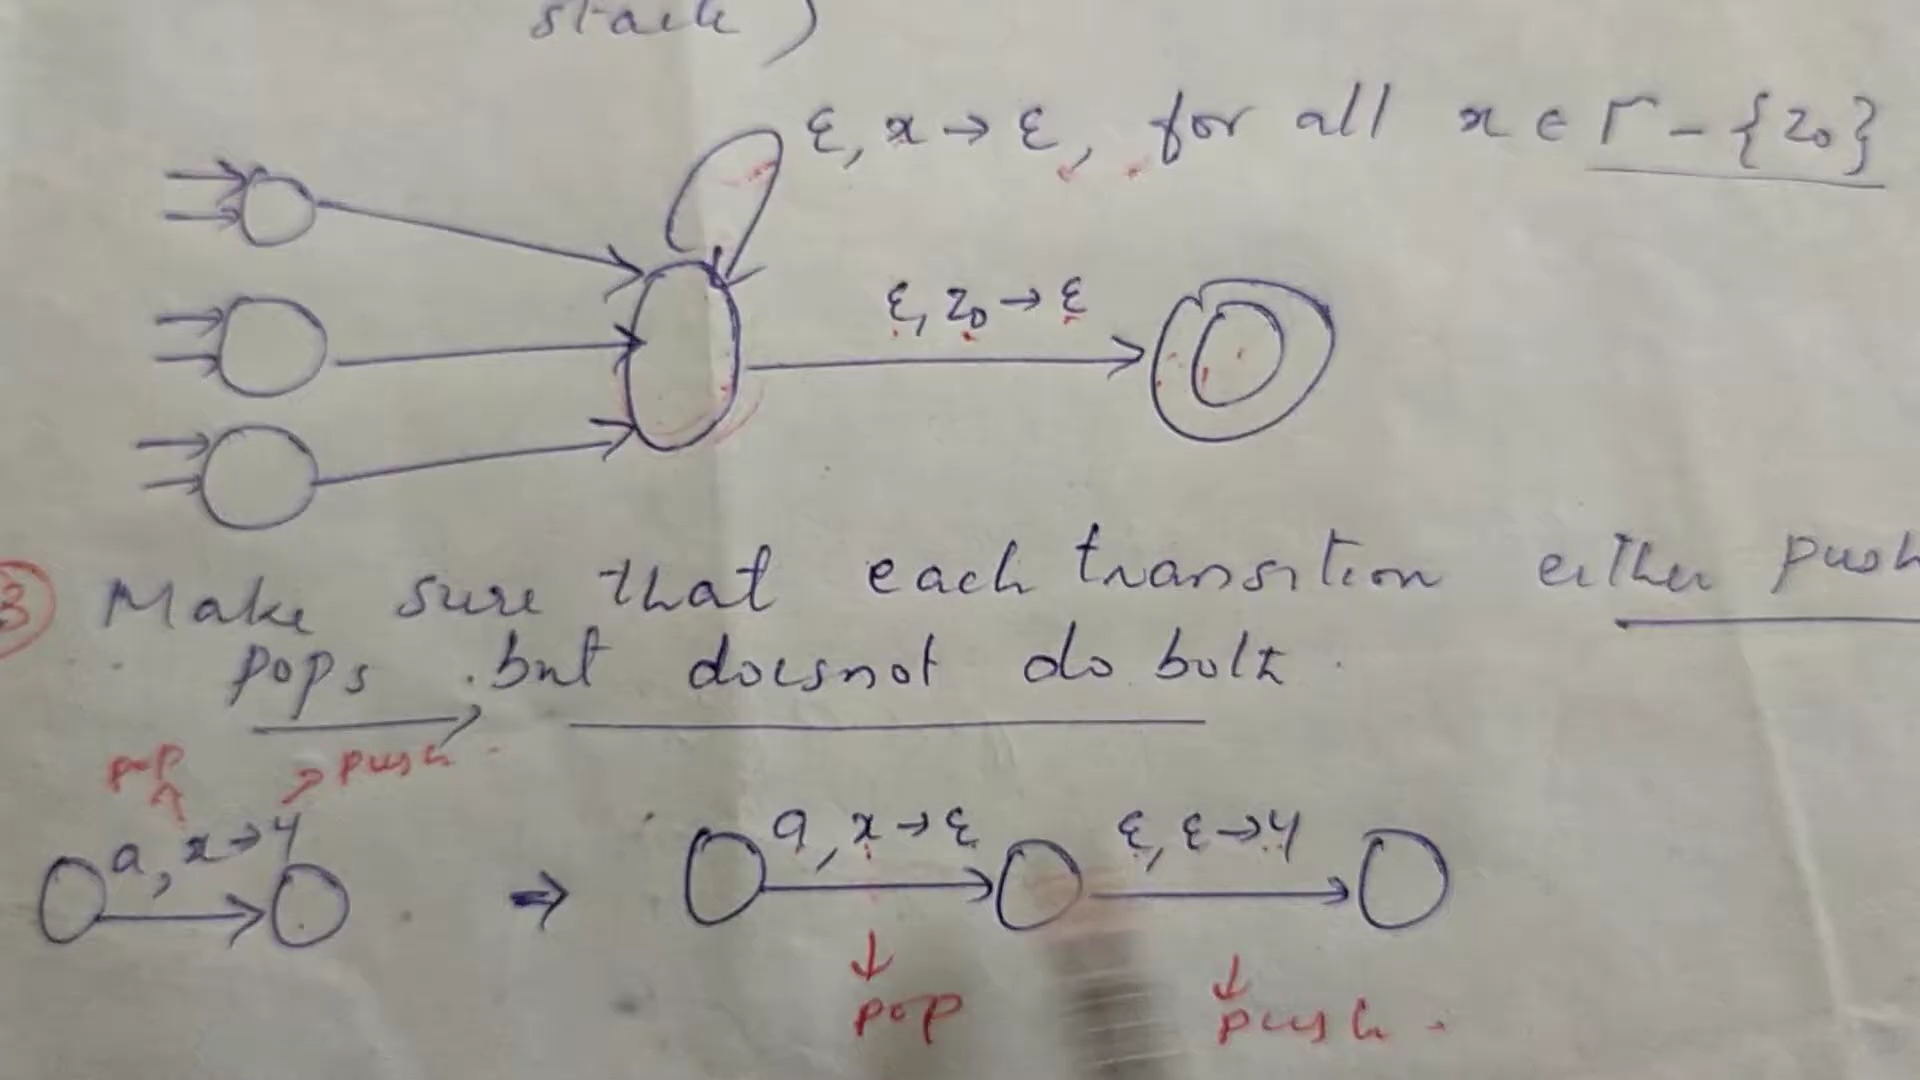 stack)
ε, x → ε, for all x ∈ Γ - {z₀}
ε, z₀ → ε
3 Make sure that each transition either push
pops. but doesnot do both.
pop push.
a, x → y
a, x → ε
ε, ε → y
pop
push.